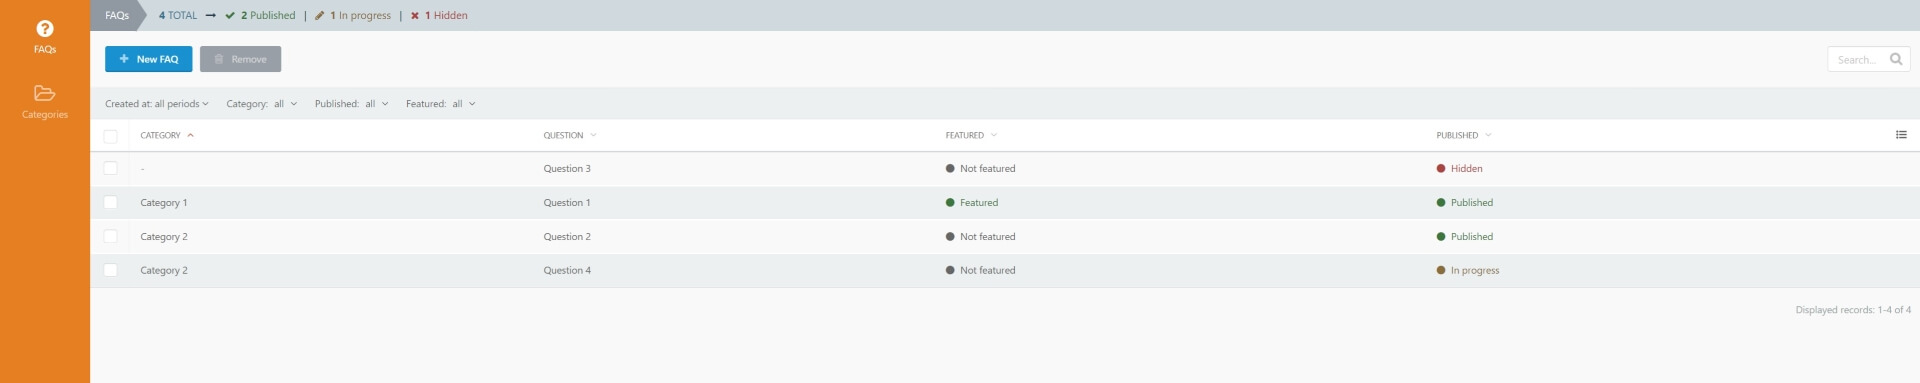 FAQs
Categories
FAQs 4 TOTAL → ✔ 2 Published | 1 In progress | ✖ 1 Hidden
+ New FAQ Remove Search...
Created at: all periods Category: all Published: all Featured: all
CATEGORY QUESTION FEATURED PUBLISHED
- Question 3 Not featured Hidden
Category 1 Question 1 Featured Published
Category 2 Question 2 Not featured Published
Category 2 Question 4 Not featured In progress
Displayed records: 1-4 of 4